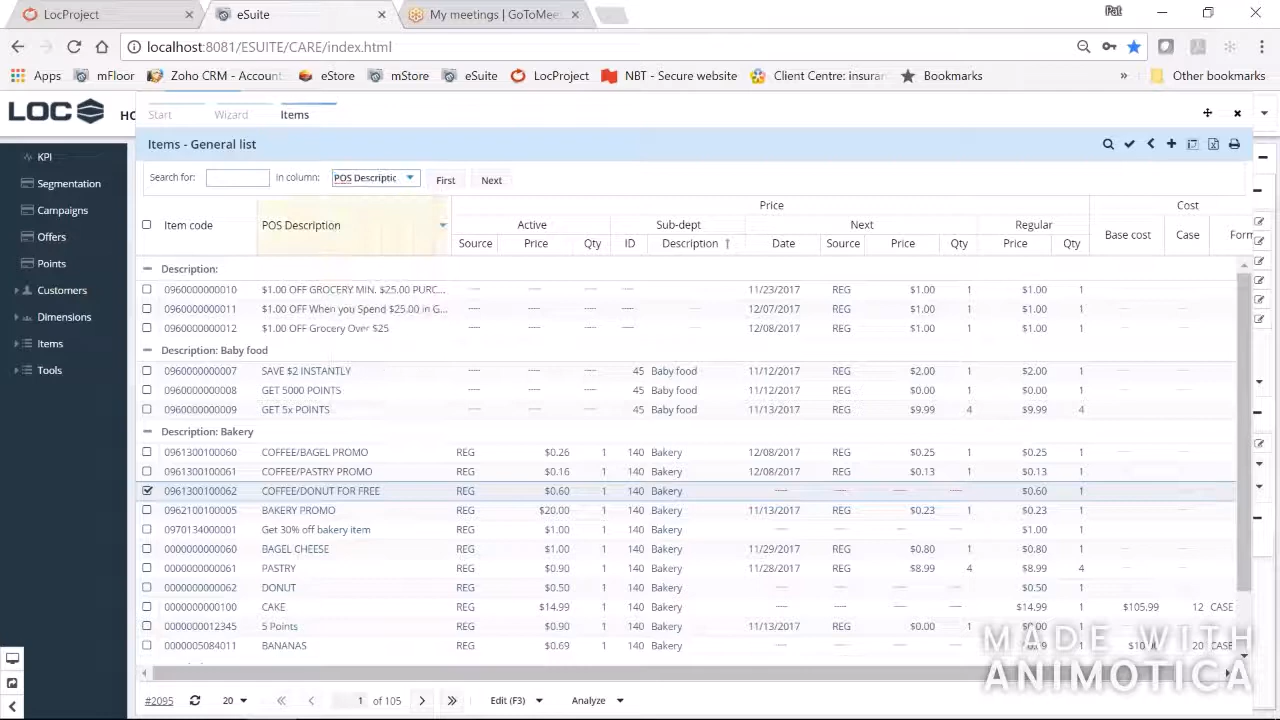 LocProject
eSuite
My meetings | GoToMee
Pat
localhost:8081/ESUITE/CARE/index.html
Apps mFloor Zoho CRM - Account eStore mStore eSuite LocProject NBT - Secure website Client Centre: insur Bookmarks » Other bookmarks
LOC HO
Start Wizard Items
KPI
Segmentation
Campaigns
Offers
Points
Customers
Dimensions
Items
Tools
Items - General list
Search for: in column: POS Descriptic First Next
Price Cost
Item code POS Description Active Sub-dept Next Regular Base cost Case Form
Source Price Qty ID Description ↑ Date Source Price Qty Price Qty
Description:
0960000000010 $1.00 OFF GROCERY MIN. $25.00 PURC... 11/23/2017 REG $1.00 1 $1.00 1
0960000000011 $1.00 OFF When you Spend $25.00 in G... 12/07/2017 REG $1.00 1 $1.00 1
0960000000012 $1.00 OFF Grocery Over $25 12/08/2017 REG $1.00 1 $1.00 1
Description: Baby food
0960000000007 SAVE $2 INSTANTLY 45 Baby food 11/12/2017 REG $2.00 1 $2.00 1
0960000000008 GET 5000 POINTS 45 Baby food 11/12/2017 REG $0.00 1 $0.00 1
0960000000009 GET 5x POINTS 45 Baby food 11/13/2017 REG $9.99 4 $9.99 4
Description: Bakery
0961300100060 COFFEE/BAGEL PROMO REG $.26 1 140 Bakery 12/08/2017 REG $0.25 1 $0.25 1
0961300100061 COFFEE/PASTRY PROMO REG $.16 1 140 Bakery 12/08/2017 REG $0.13 1 $0.13 1
0961300100062 COFFEE/DONUT FOR FREE REG $0.60 1 140 Bakery $0.60 1
0962100100005 BAKERY PROMO REG $20.00 1 140 Bakery 11/13/2017 REG $0.23 1 $0.23 1
0970134000001 Get 30% off bakery item REG $1.00 1 140 Bakery $1.00 1
0000000000060 BAGEL CHEESE REG $1.00 1 140 Bakery 11/29/2017 REG $0.80 1 $0.80 1
0000000000061 PASTRY REG $0.90 1 140 Bakery 11/28/2017 REG $8.99 4 $8.99 4
0000000000062 DONUT REG $0.50 1 140 Bakery $0.50 1
0000000000100 CAKE REG $14.99 1 140 Bakery $14.99 1 $105.99 12 CASE
0000000012345 5 Points REG $0.90 1 140 Bakery 11/13/2017 REG $0.00 1 $0.00 1
0000005084011 BANANAS REG $0.69 1 140 Bakery 1 20 CASE
MADE WITH
ANIMOTICA
#2095 20 1 of 105 Edit (F3) Analyze